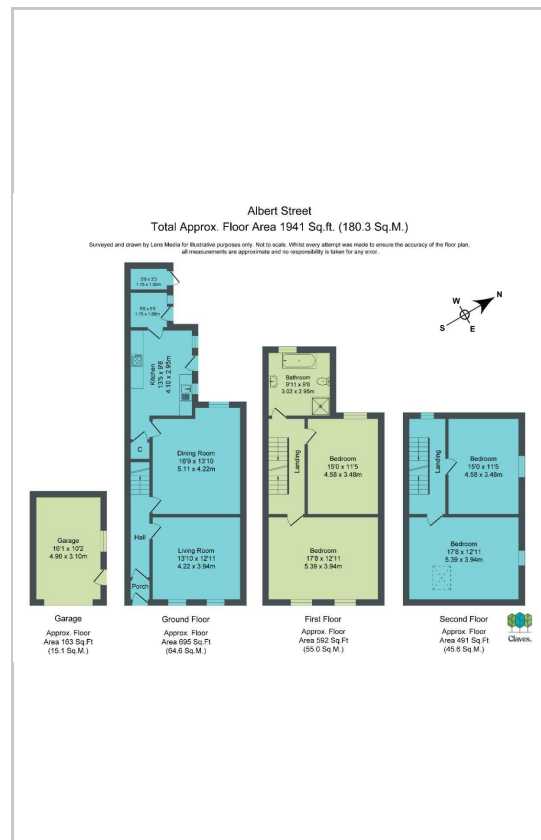 Albert Street
Total Approx. Floor Area 1941 Sq.ft. (180.3 Sq.M.)
Surveyed and drawn by Lens Media for illustrative purposes only. Not to scale. Whilst every attempt was made to ensure the accuracy of the floor plan,
all measurements are approximate and no responsibility is taken for any error.
N
W
S
E
Kitchen
13'5 x 9'8
4.10 x 2.95m
C
Dining Room
16'9 x 13'10
5.11 x 4.22m
Hall
Living Room
13'10 x 12'11
4.22 x 3.94m
Porch
Garage
16'1 x 10'2
4.90 x 3.10m
Bathroom
9'11 x 9'8
3.02 x 2.95m
Landing
Bedroom
15'0 x 11'5
4.58 x 3.48m
Bedroom
17'8 x 12'11
5.39 x 3.94m
Landing
Bedroom
15'0 x 11'5
4.58 x 3.48m
Bedroom
17'8 x 12'11
5.39 x 3.94m
Garage
Approx. Floor
Area 163 Sq.Ft
(15.1 Sq.M.)
Ground Floor
Approx. Floor
Area 695 Sq.Ft
(64.6 Sq.M.)
First Floor
Approx. Floor
Area 592 Sq.Ft
(55.0 Sq.M.)
Second Floor
Approx. Floor
Area 491 Sq.Ft
(45.6 Sq.M.)
Claves.